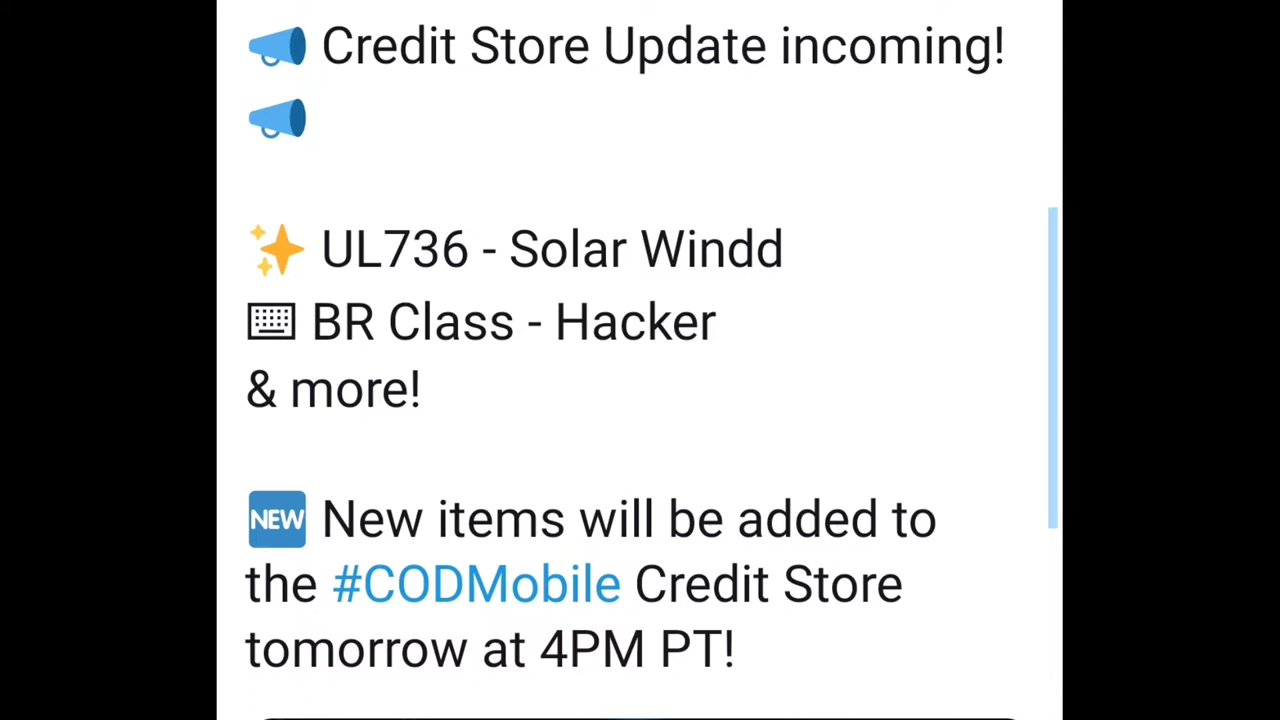 📣 Credit Store Update incoming!
📣
✨ UL736 - Solar Windd
⌨ BR Class - Hacker
& more!
🆕 New items will be added to
the #CODMobile Credit Store
tomorrow at 4PM PT!